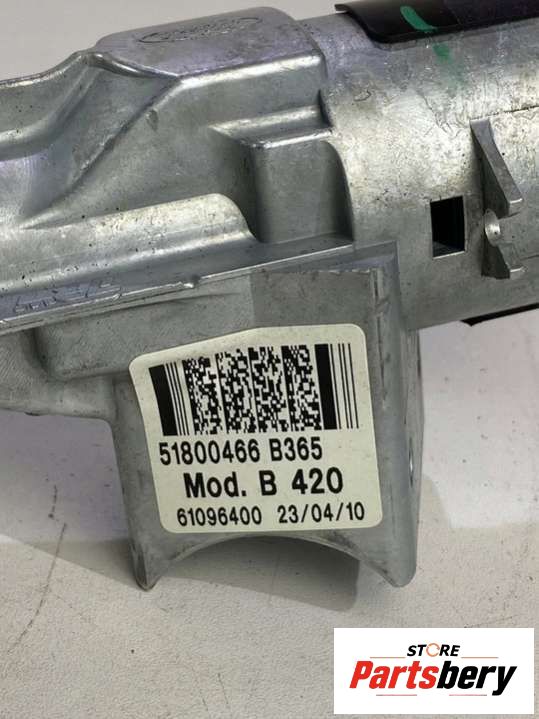 51800466 B365
Mod. B 420
61096400 23/04/10
STORE
Partsbery